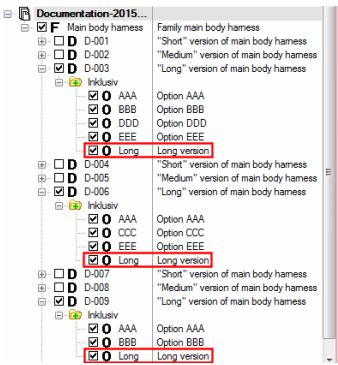 Documentation-2015...
F Main body harness Family main body harness
D D-001 "Short" version of main body harness
D D-002 "Medium" version of main body harness
D D-003 "Long" version of main body harness
Inklusiv
O AAA Option AAA
O BBB Option BBB
O DDD Option DDD
O EEE Option EEE
O Long Long version
D D-004 "Short" version of main body harness
D D-005 "Medium" version of main body harness
D D-006 "Long" version of main body harness
Inklusiv
O AAA Option AAA
O CCC Option CCC
O EEE Option EEE
O Long Long version
D D-007 "Short" version of main body harness
D D-008 "Medium" version of main body harness
D D-009 "Long" version of main body harness
Inklusiv
O AAA Option AAA
O BBB Option BBB
O Long Long version